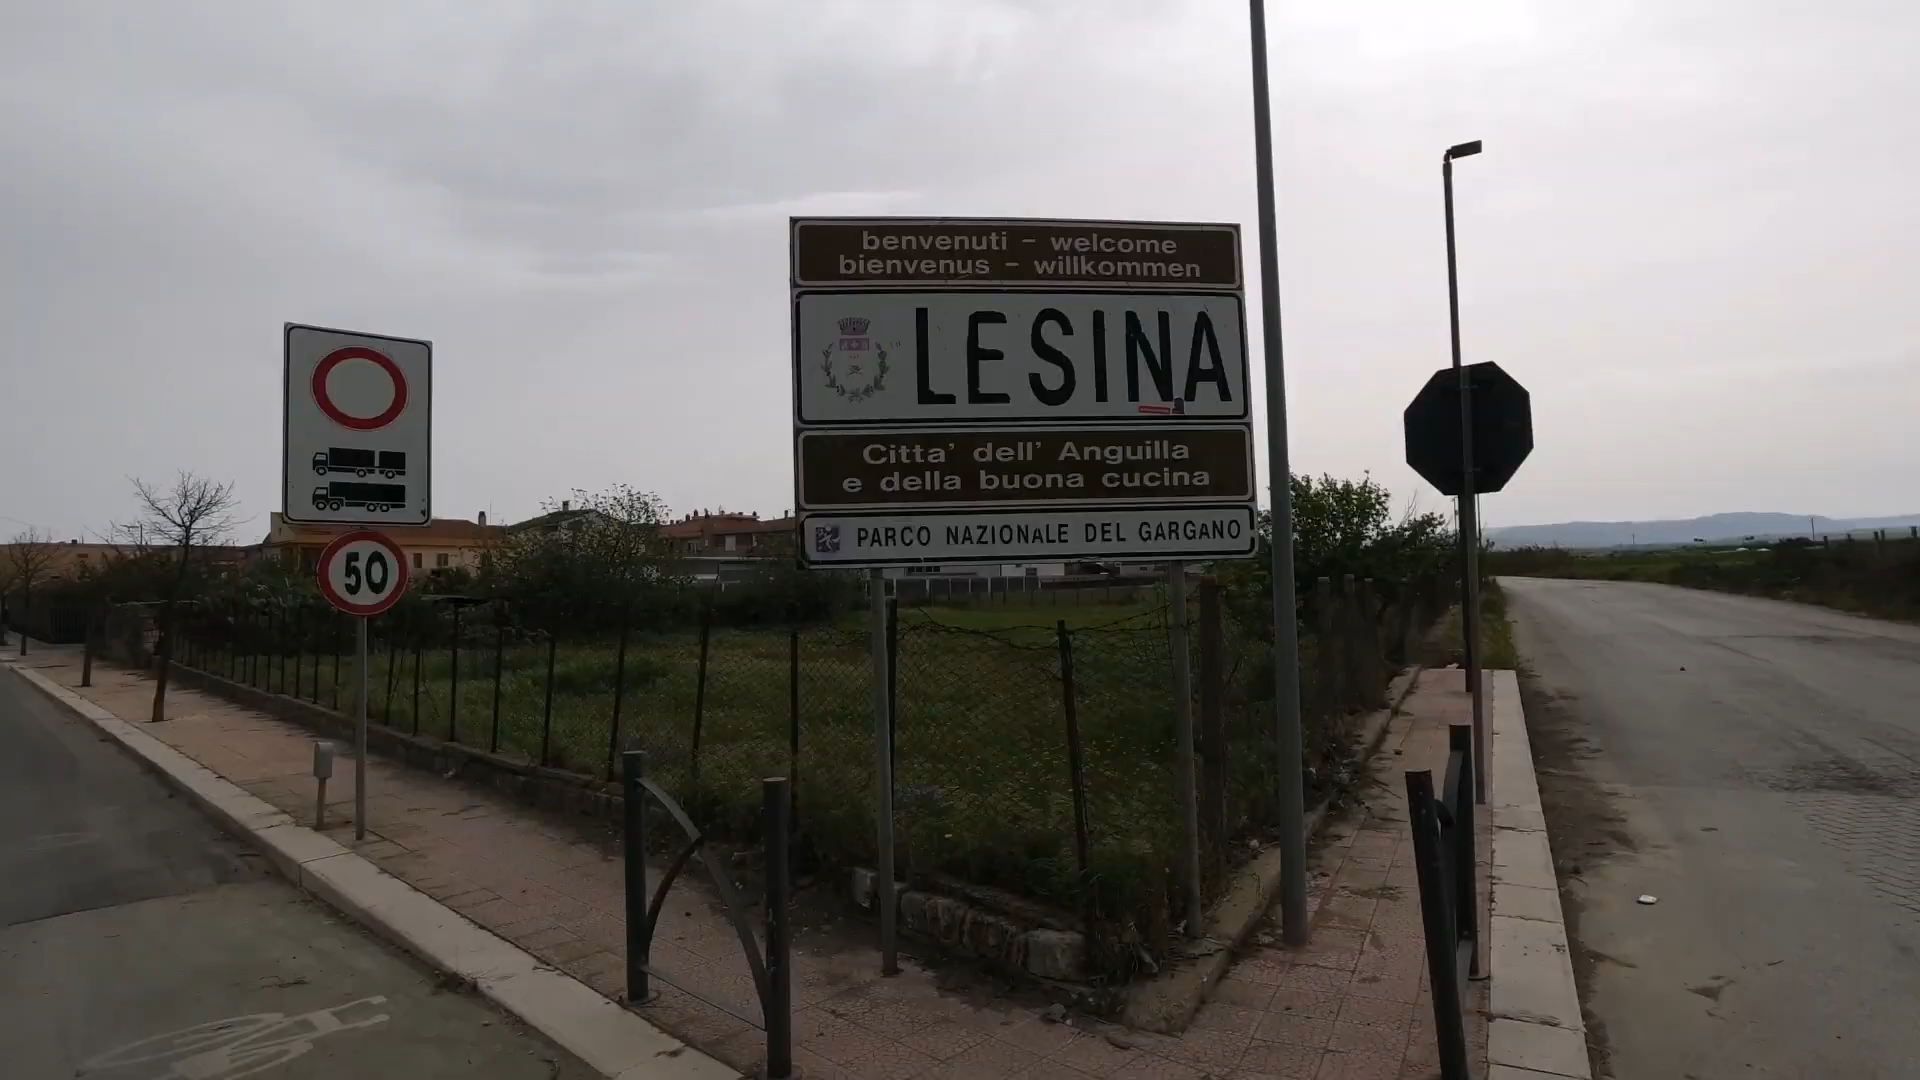 benvenuti - welcome
bienvenus - willkommen
LESINA
Citta' dell' Anguilla
e della buona cucina
PARCO NAZIONaLE DEL GARGANO
50